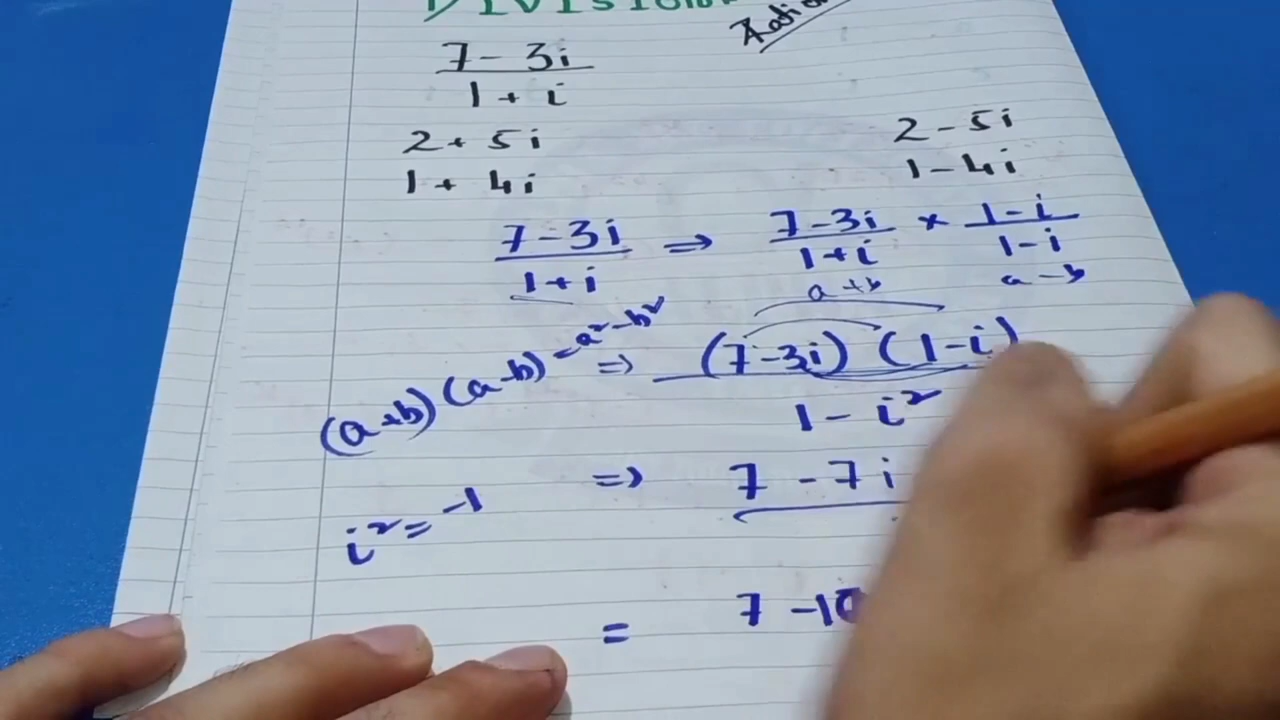 Division
7 - 3i
1 + i
2 + 5i
1 + 4i
2 - 5i
1 - 4i
7 - 3i / 1 + i ⇒ 7 - 3i / 1 + i × 1 - i / 1 - i
a + b a - b
(a+b) (a-b) = a² - b²
⇒ (7 - 3i) (1 - i)
1 - i²
i² = -1
⇒ 7 - 7i
= 7 - 10